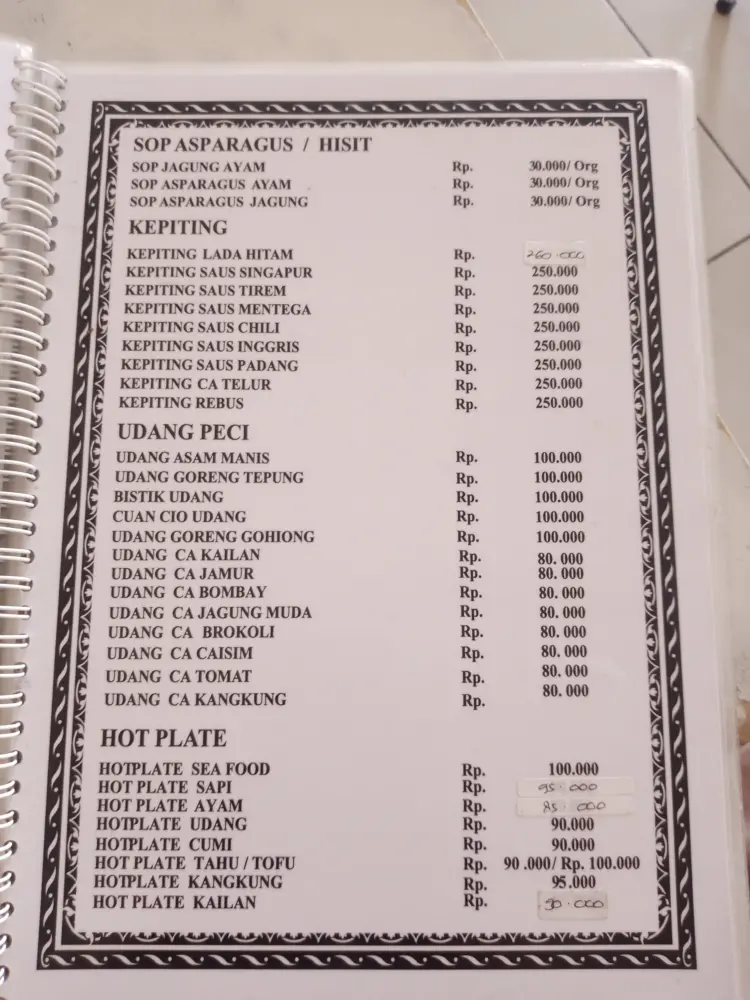 SOP ASPARAGUS / HISIT
SOP JAGUNG AYAM Rp. 30.000/ Org
SOP ASPARAGUS AYAM Rp. 30.000/ Org
SOP ASPARAGUS JAGUNG Rp. 30.000/ Org
KEPITING
KEPITING LADA HITAM Rp. 260.000
KEPITING SAUS SINGAPUR Rp. 250.000
KEPITING SAUS TIREM Rp. 250.000
KEPITING SAUS MENTEGA Rp. 250.000
KEPITING SAUS CHILI Rp. 250.000
KEPITING SAUS INGGRIS Rp. 250.000
KEPITING SAUS PADANG Rp. 250.000
KEPITING CA TELUR Rp. 250.000
KEPITING REBUS Rp. 250.000
UDANG PECI
UDANG ASAM MANIS Rp. 100.000
UDANG GORENG TEPUNG Rp. 100.000
BISTIK UDANG Rp. 100.000
CUAN CIO UDANG Rp. 100.000
UDANG GORENG GOHIONG Rp. 100.000
UDANG CA KAILAN Rp. 80. 000
UDANG CA JAMUR Rp. 80. 000
UDANG CA BOMBAY Rp. 80. 000
UDANG CA JAGUNG MUDA Rp. 80. 000
UDANG CA BROKOLI Rp. 80. 000
UDANG CA CAISIM Rp. 80. 000
UDANG CA TOMAT Rp. 80. 000
UDANG CA KANGKUNG Rp. 80. 000
HOT PLATE
HOTPLATE SEA FOOD Rp. 100.000
HOT PLATE SAPI Rp. 95.000
HOT PLATE AYAM Rp. 85.000
HOTPLATE UDANG Rp. 90.000
HOTPLATE CUMI Rp. 90.000
HOT PLATE TAHU / TOFU Rp. 90 .000/ Rp. 100.000
HOTPLATE KANGKUNG Rp. 95.000
HOT PLATE KAILAN Rp.